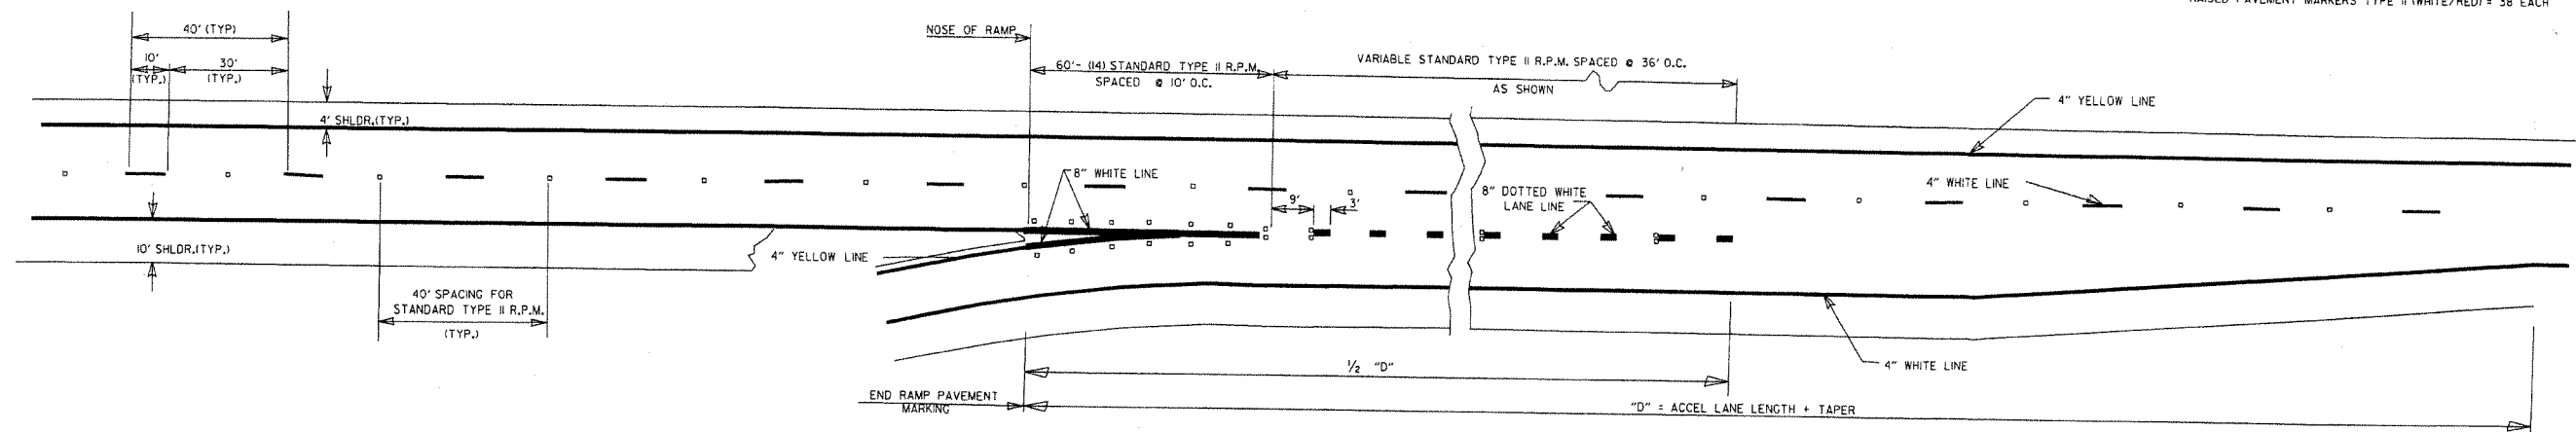 RAISED PAVEMENT MARKERS TYPE II (WHITE/RED) = 38 EACH
40' (TYP)
10'
(TYP.)
30'
(TYP.)
NOSE OF RAMP
60'- (14) STANDARD TYPE II R.P.M.
SPACED @ 10' O.C.
VARIABLE STANDARD TYPE II R.P.M. SPACED @ 36' O.C.
AS SHOWN
4" YELLOW LINE
4' SHLDR.(TYP.)
8" WHITE LINE
9'
3'
8" DOTTED WHITE
LANE LINE
4" WHITE LINE
10' SHLDR.(TYP.)
4" YELLOW LINE
40' SPACING FOR
STANDARD TYPE II R.P.M.
(TYP.)
1/2 "D"
4" WHITE LINE
END RAMP PAVEMENT
MARKING
"D" = ACCEL LANE LENGTH + TAPER